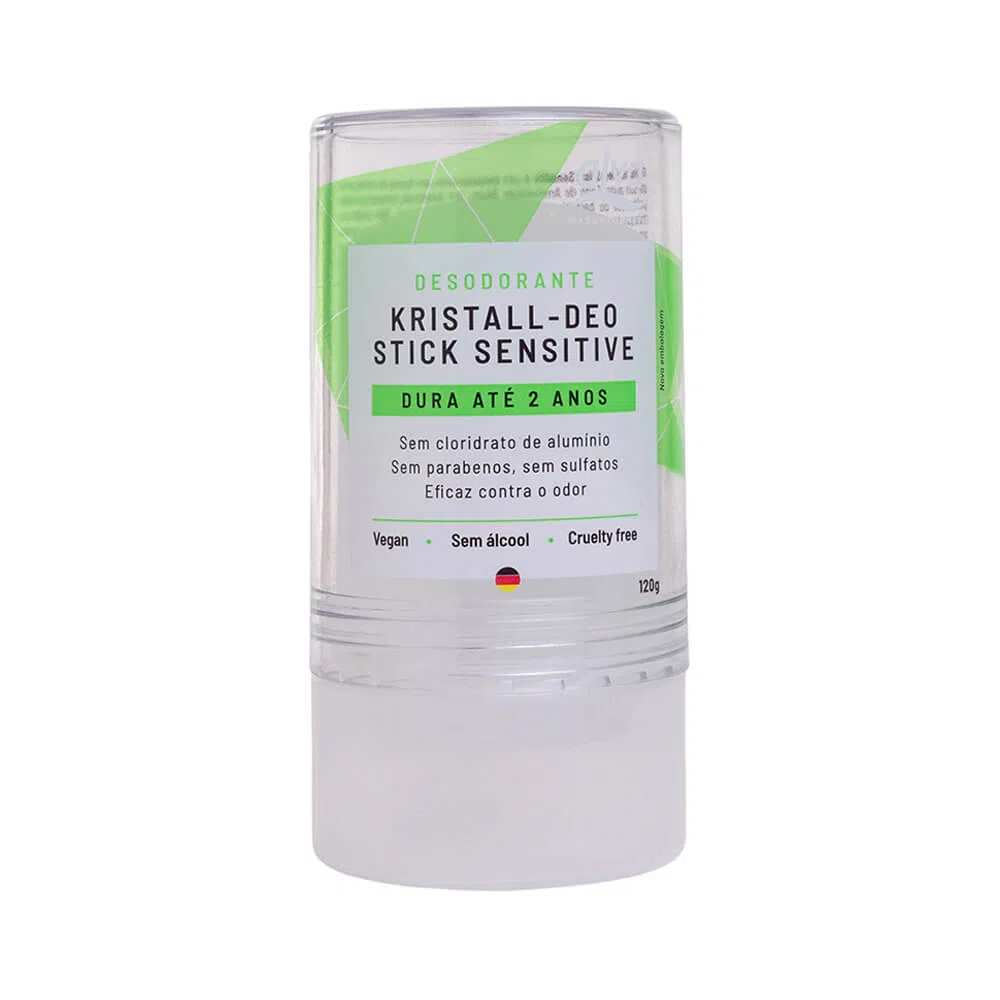 alva
DESODORANTE
KRISTALL-DEO
STICK SENSITIVE
DURA ATÉ 2 ANOS
Sem cloridrato de alumínio
Sem parabenos, sem sulfatos
Eficaz contra o odor
Vegan • Sem álcool • Cruelty free
120g
Nova embalagem